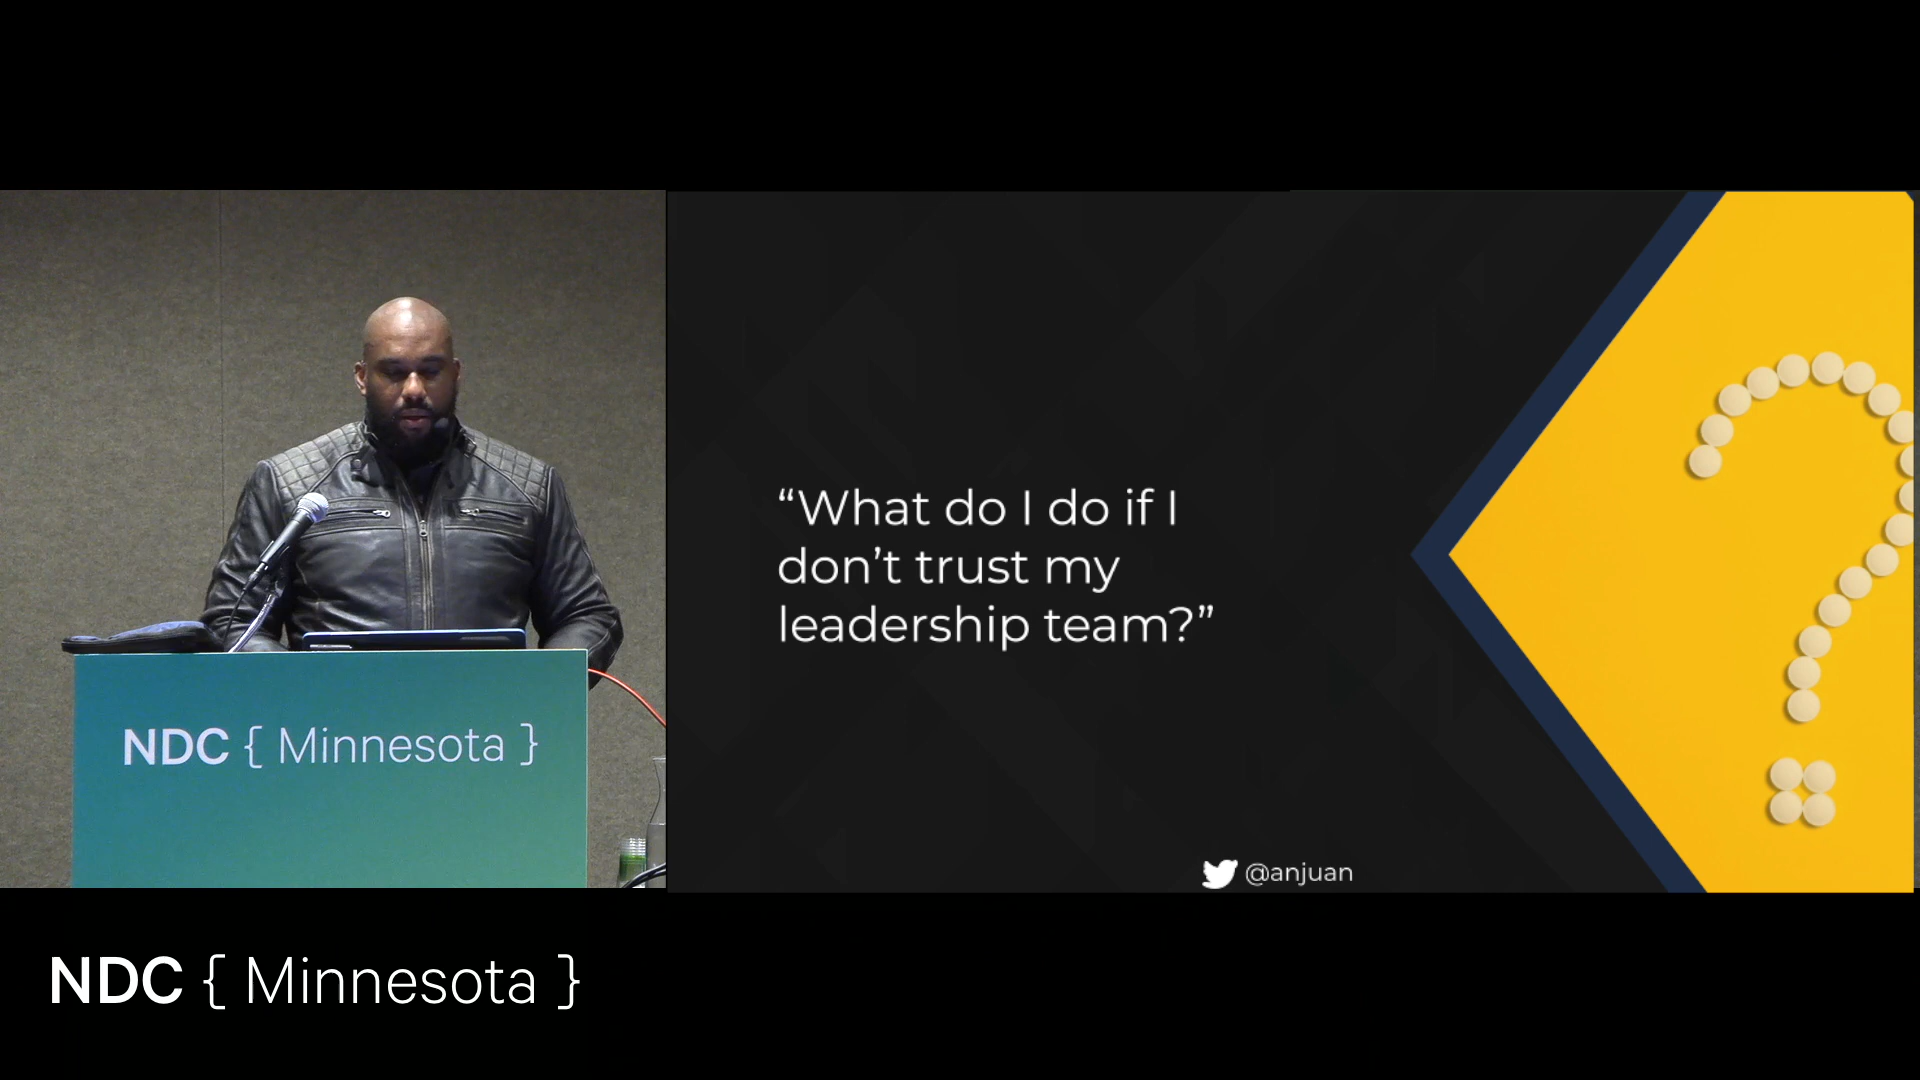 NDC { Minnesota }
“What do I do if I
don’t trust my
leadership team?”
@anjuan
NDC { Minnesota }